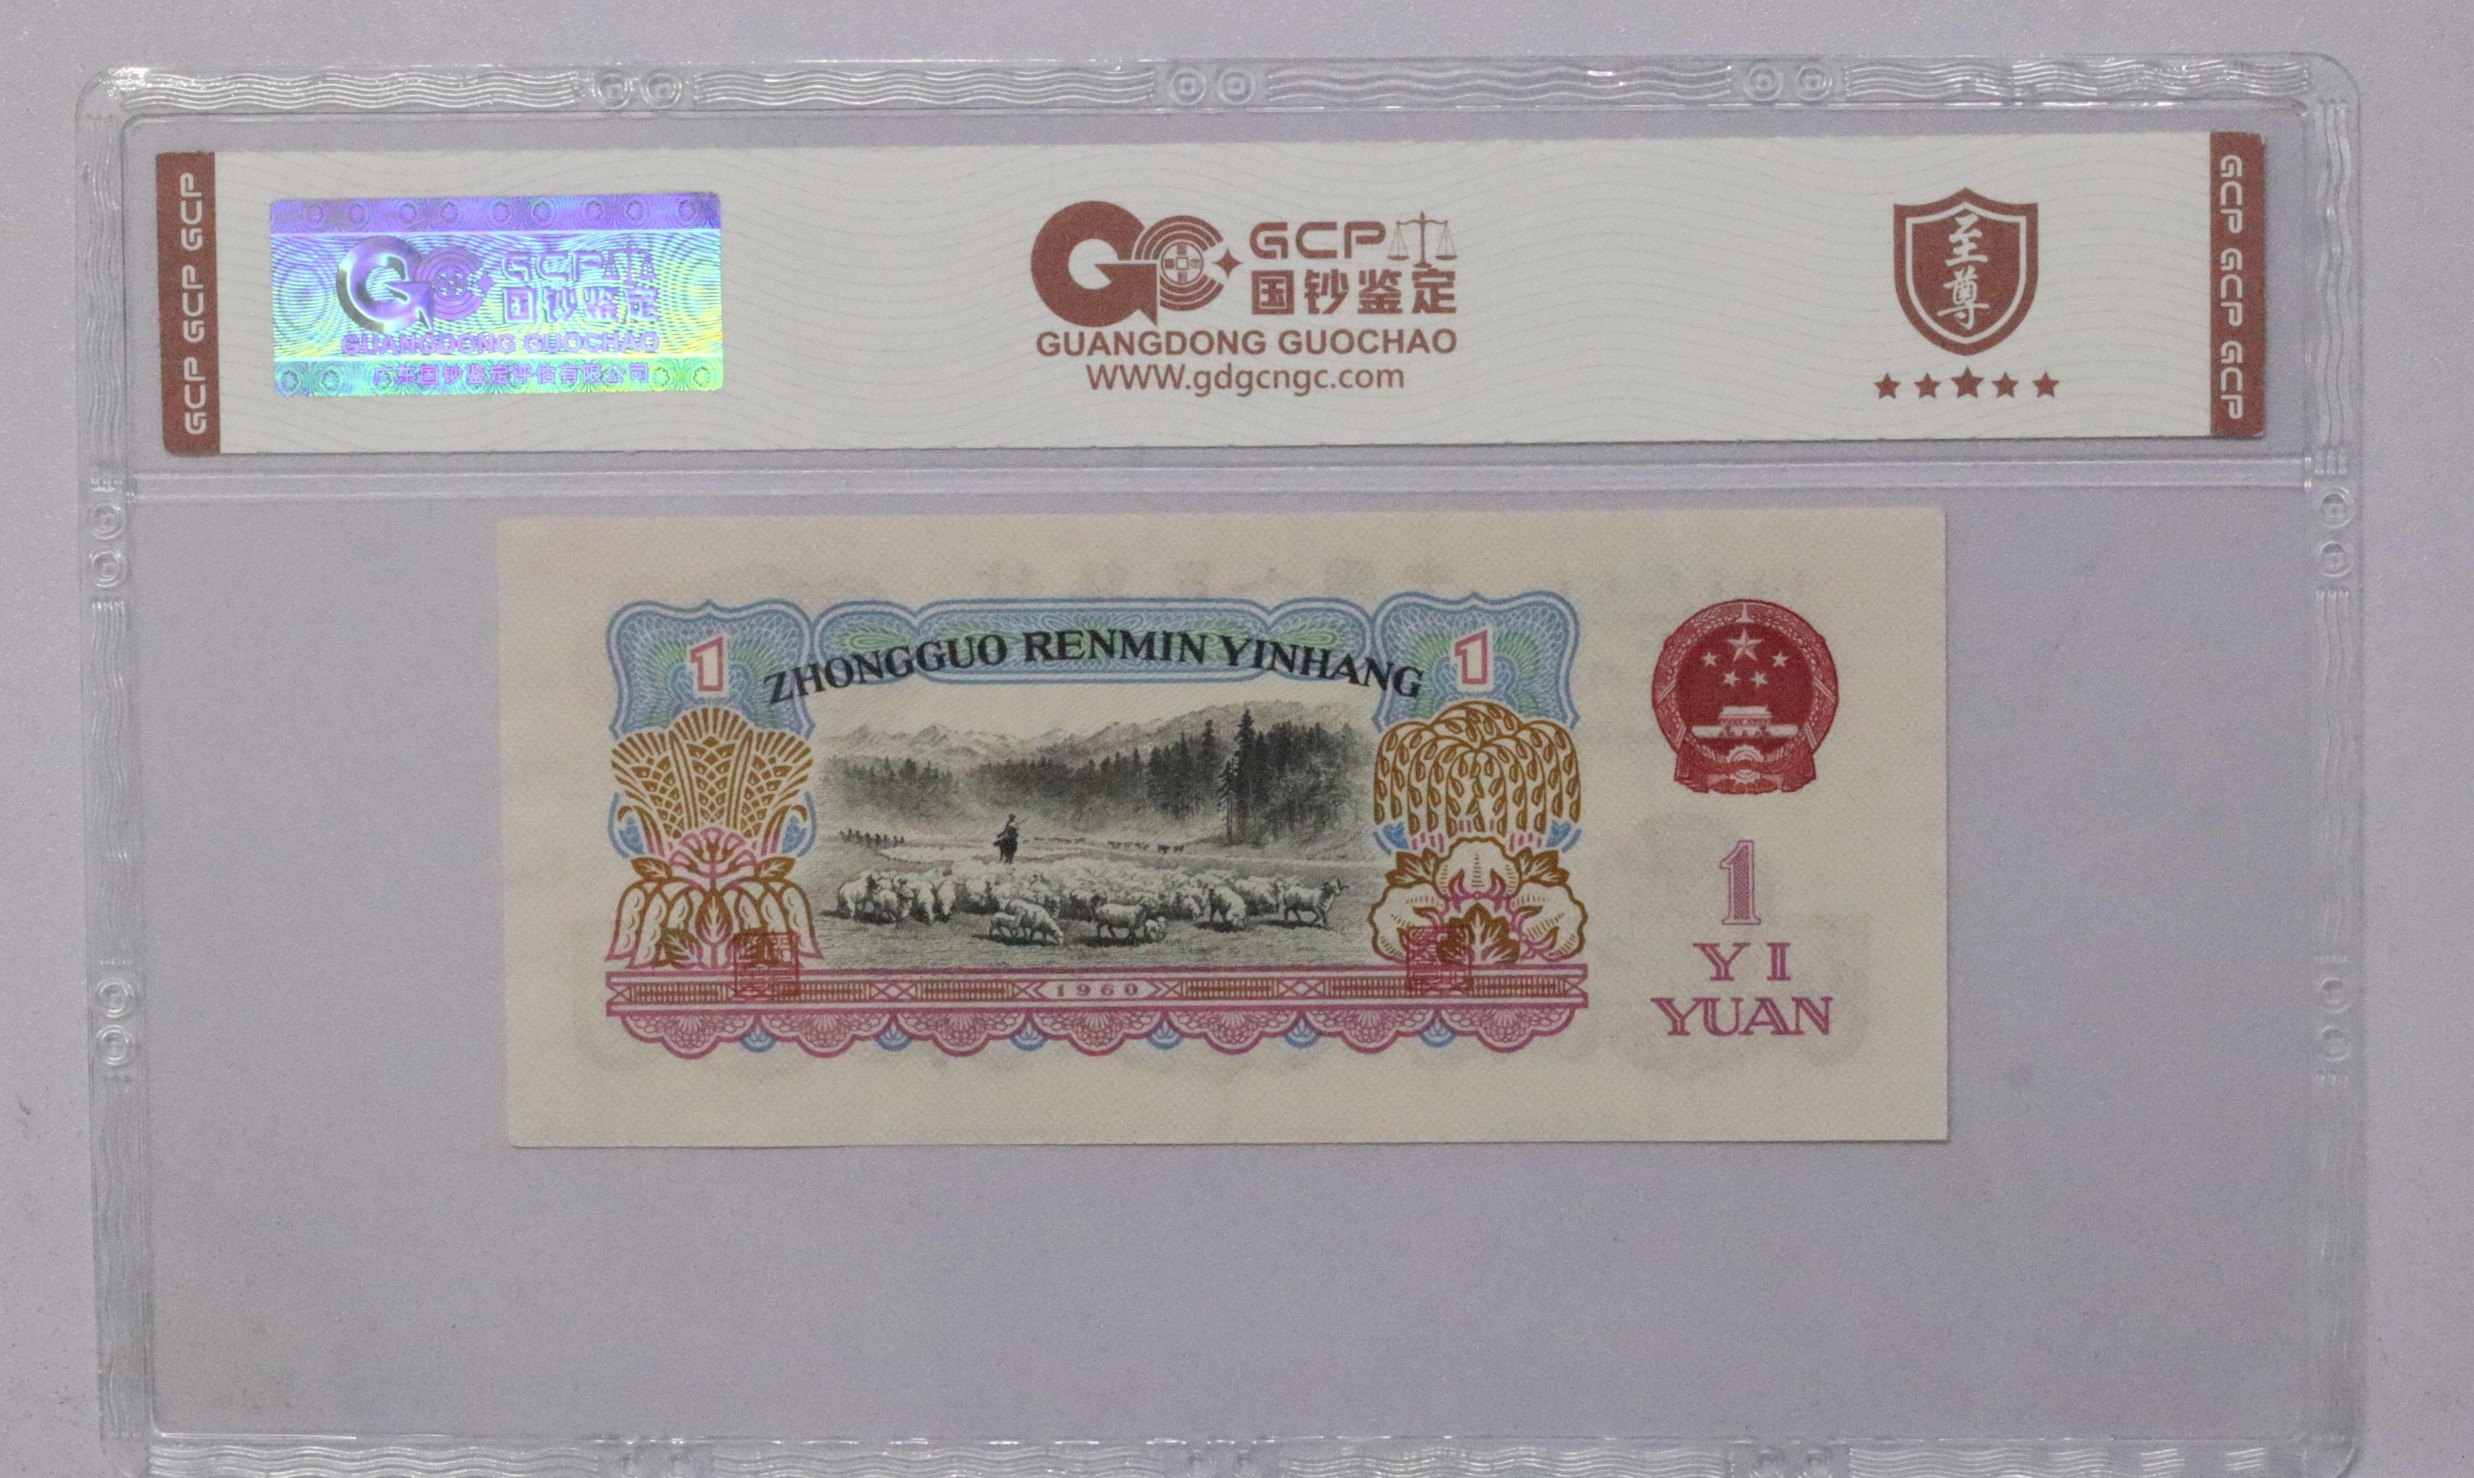 GCP GCP GCP
GCP
国钞鉴定
GUANGDONG GUOCHAO
广东国钞鉴定评估有限公司
GCP
国钞鉴定
GUANGDONG GUOCHAO
WWW.gdgcngc.com
至尊
GCP GCP GCP
1
ZHONGGUO RENMIN YINHANG
1
1960
1
YI
YUAN